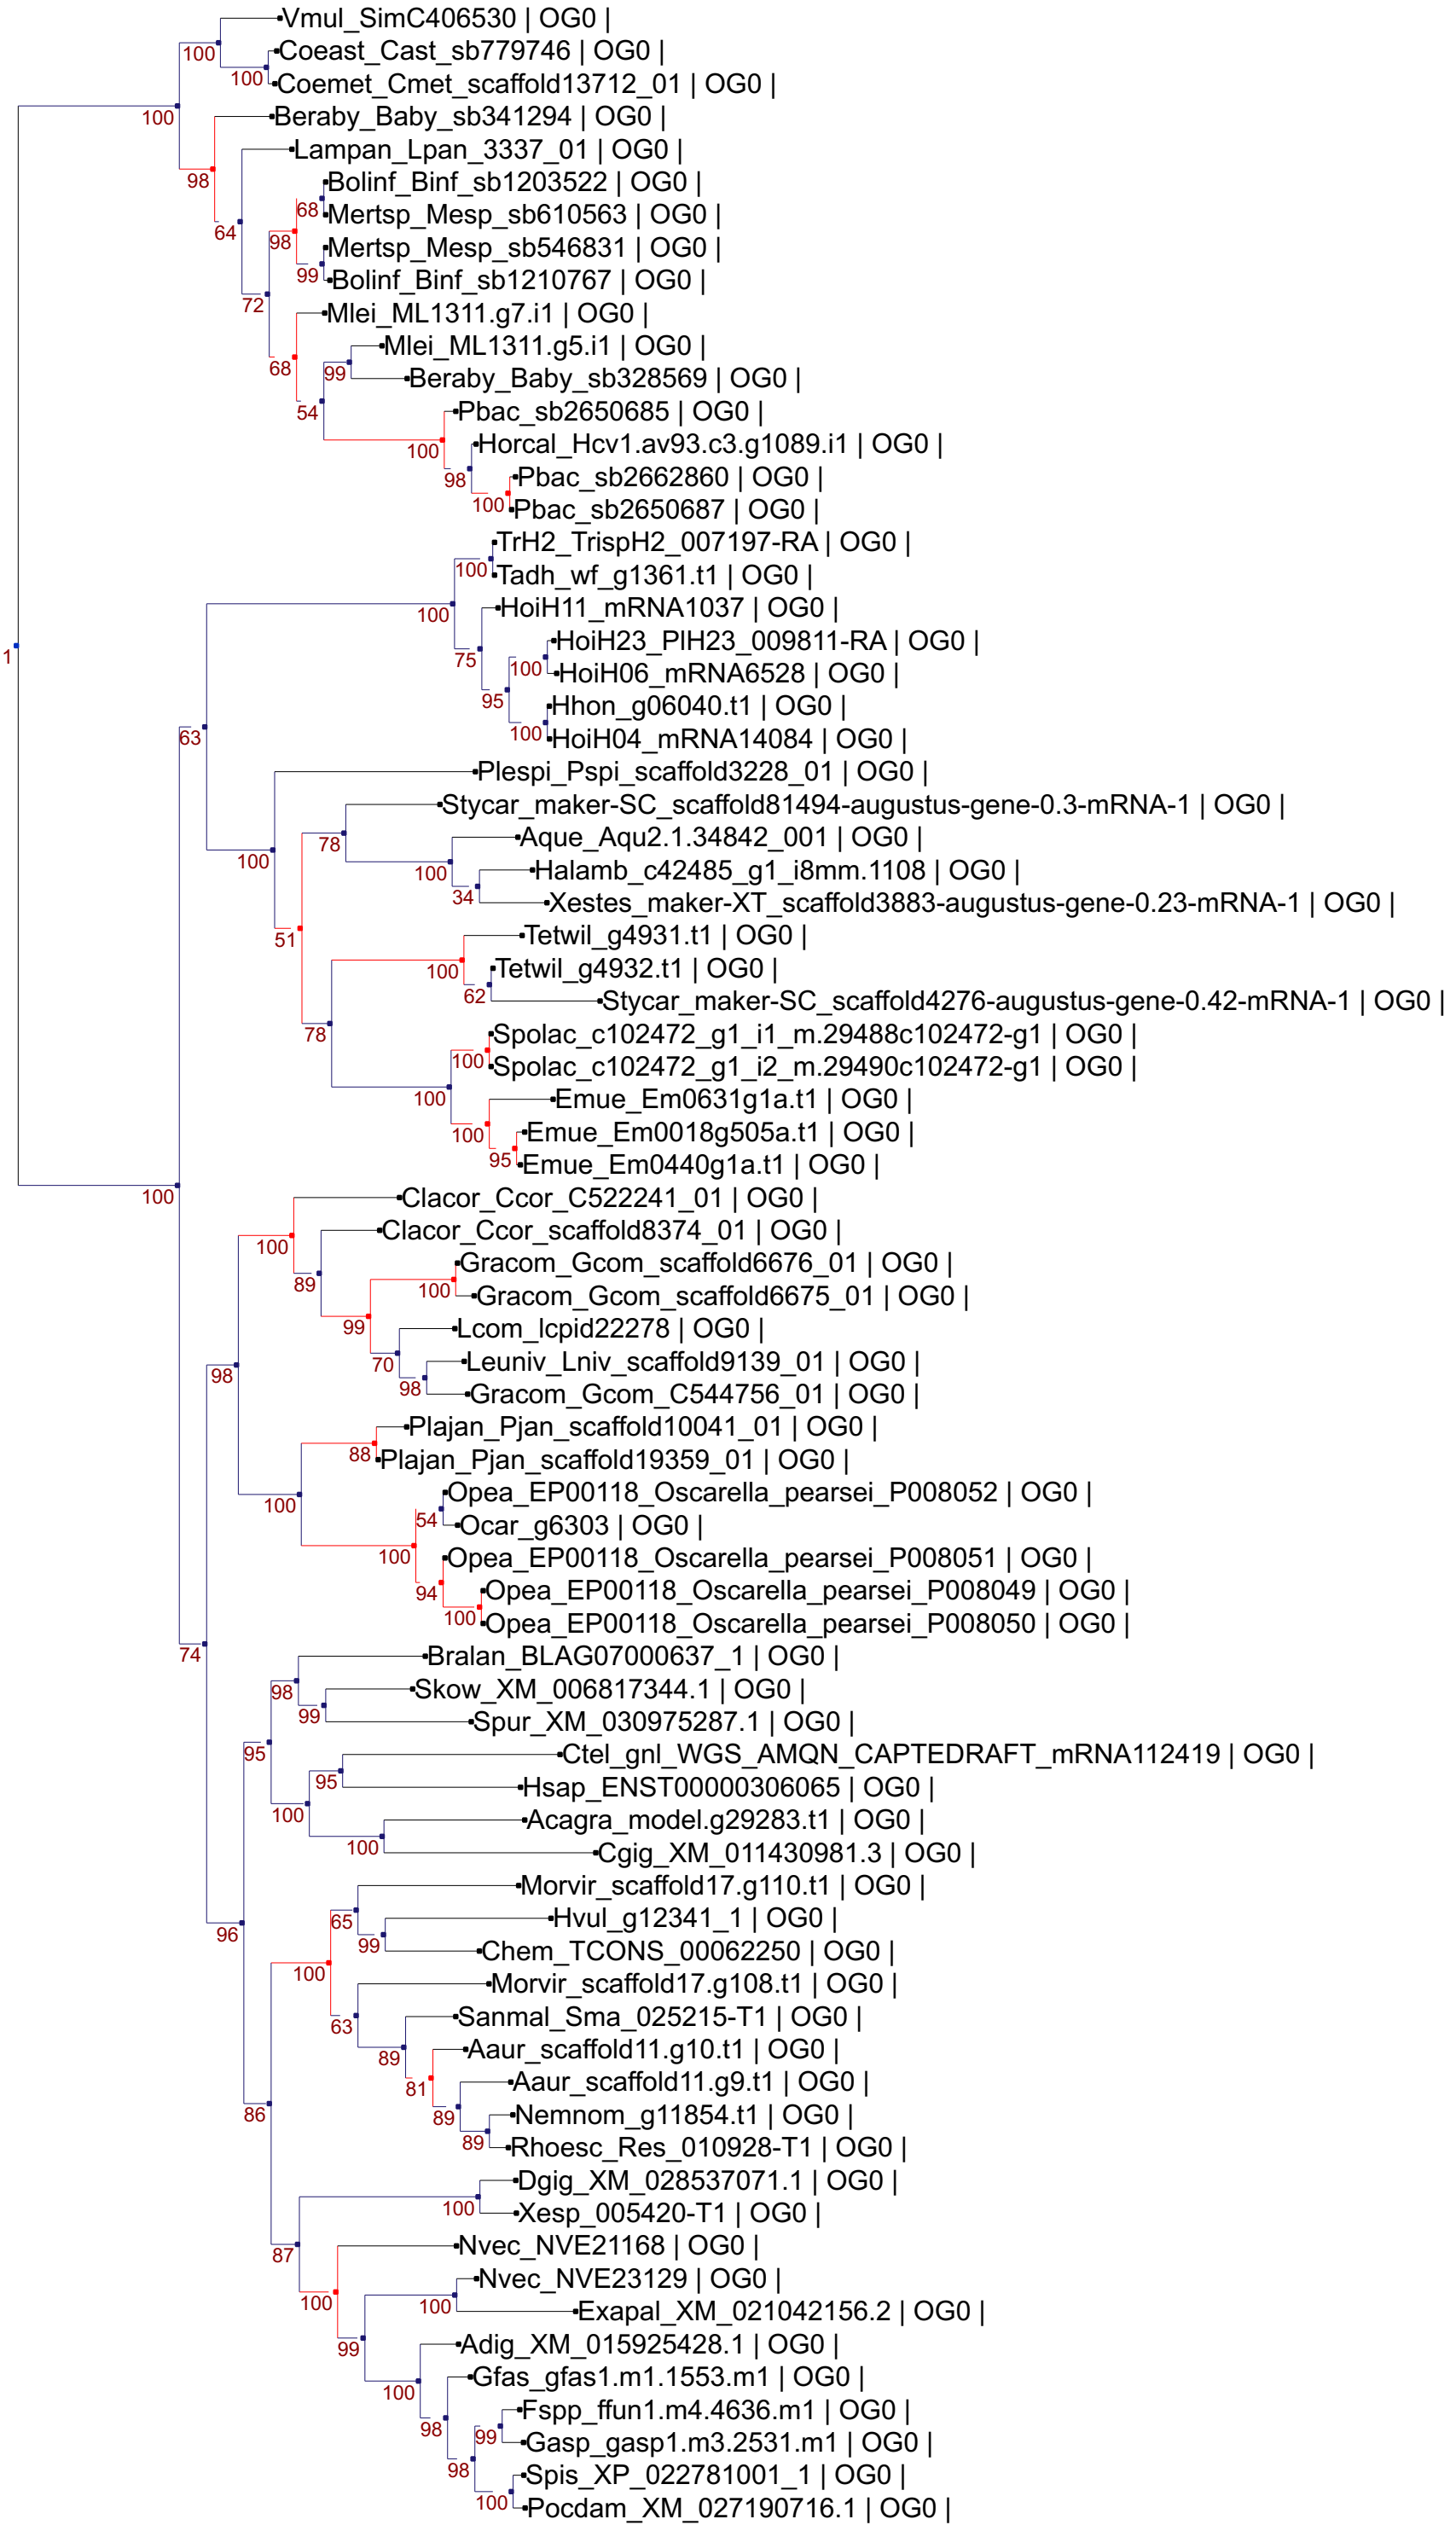 Vmul_SimC406530 | OG0 |
100
Coeast_Cast_sb779746 | OG0 |
100
Coemet_Cmet_scaffold13712_01 | OG0 |
100
Beraby_Baby_sb341294 | OG0 |
Lampan_Lpan_3337_01 | OG0 |
98
Bolinf_Binf_sb1203522 | OG0 |
68
Mertsp_Mesp_sb610563 | OG0 |
64
98
Mertsp_Mesp_sb546831 | OG0 |
99
Bolinf_Binf_sb1210767 | OG0 |
72
Mlei_ML1311.g7.i1 | OG0 |
Mlei_ML1311.g5.i1 | OG0 |
68
99
Beraby_Baby_sb328569 | OG0 |
54
Pbac_sb2650685 | OG0 |
100
Horcal_Hcv1.av93.c3.g1089.i1 | OG0 |
98
Pbac_sb2662860 | OG0 |
100
Pbac_sb2650687 | OG0 |
TrH2_TrispH2_007197-RA | OG0 |
100
Tadh_wf_g1361.t1 | OG0 |
100
HoiH11_mRNA1037 | OG0 |
HoiH23_PlH23_009811-RA | OG0 |
1
75
100
HoiH06_mRNA6528 | OG0 |
95
Hhon_g06040.t1 | OG0 |
100
HoiH04_mRNA14084 | OG0 |
63
Plespi_Pspi_scaffold3228_01 | OG0 |
Stycar_maker-SC_scaffold81494-augustus-gene-0.3-mRNA-1 | OG0 |
78
Aque_Aqu2.1.34842_001 | OG0 |
100
100
Halamb_c42485_g1_i8mm.1108 | OG0 |
34
Xestes_maker-XT_scaffold3883-augustus-gene-0.23-mRNA-1 | OG0 |
51
Tetwil_g4931.t1 | OG0 |
100
Tetwil_g4932.t1 | OG0 |
62
Stycar_maker-SC_scaffold4276-augustus-gene-0.42-mRNA-1 | OG0 |
78
Spolac_c102472_g1_i1_m.29488c102472-g1 | OG0 |
100
Spolac_c102472_g1_i2_m.29490c102472-g1 | OG0 |
100
Emue_Em0631g1a.t1 | OG0 |
100
Emue_Em0018g505a.t1 | OG0 |
95
Emue_Em0440g1a.t1 | OG0 |
100
Clacor_Ccor_C522241_01 | OG0 |
Clacor_Ccor_scaffold8374_01 | OG0 |
100
Gracom_Gcom_scaffold6676_01 | OG0 |
89
100
Gracom_Gcom_scaffold6675_01 | OG0 |
99
Lcom_lcpid22278 | OG0 |
70
Leuniv_Lniv_scaffold9139_01 | OG0 |
98
98
Gracom_Gcom_C544756_01 | OG0 |
Plajan_Pjan_scaffold10041_01 | OG0 |
88
Plajan_Pjan_scaffold19359_01 | OG0 |
100
Opea_EP00118_Oscarella_pearsei_P008052 | OG0 |
54
Ocar_g6303 | OG0 |
100
Opea_EP00118_Oscarella_pearsei_P008051 | OG0 |
94
Opea_EP00118_Oscarella_pearsei_P008049 | OG0 |
100
Opea_EP00118_Oscarella_pearsei_P008050 | OG0 |
74
Bralan_BLAG07000637_1 | OG0 |
98
Skow_XM_006817344.1 | OG0 |
99
Spur_XM_030975287.1 | OG0 |
95
Ctel_gnl_WGS_AMQN_CAPTEDRAFT_mRNA112419 | OG0 |
95
Hsap_ENST00000306065 | OG0 |
100
Acagra_model.g29283.t1 | OG0 |
100
Cgig_XM_011430981.3 | OG0 |
Morvir_scaffold17.g110.t1 | OG0 |
96
65
Hvul_g12341_1 | OG0 |
99
Chem_TCONS_00062250 | OG0 |
100
Morvir_scaffold17.g108.t1 | OG0 |
63
Sanmal_Sma_025215-T1 | OG0 |
89
Aaur_scaffold11.g10.t1 | OG0 |
81
Aaur_scaffold11.g9.t1 | OG0 |
86
89
Nemnom_g11854.t1 | OG0 |
89
Rhoesc_Res_010928-T1 | OG0 |
Dgig_XM_028537071.1 | OG0 |
100
Xesp_005420-T1 | OG0 |
87
Nvec_NVE21168 | OG0 |
Nvec_NVE23129 | OG0 |
100
100
Exapal_XM_021042156.2 | OG0 |
99
Adig_XM_015925428.1 | OG0 |
100
Gfas_gfas1.m1.1553.m1 | OG0 |
98
Fspp_ffun1.m4.4636.m1 | OG0 |
99
Gasp_gasp1.m3.2531.m1 | OG0 |
98
Spis_XP_022781001_1 | OG0 |
100
Pocdam_XM_027190716.1 | OG0 |